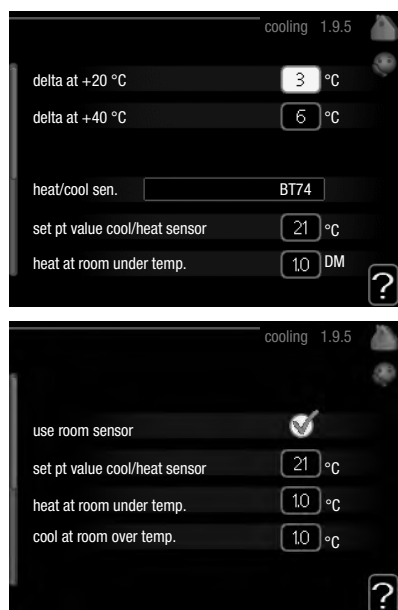 cooling 1.9.5
delta at +20 °C 3 °C
delta at +40 °C 6 °C
heat/cool sen. BT74
set pt value cool/heat sensor 21 °C
heat at room under temp. 10 DM
?
cooling 1.9.5
use room sensor
set pt value cool/heat sensor 21 °C
heat at room under temp. 1.0 °C
cool at room over temp. 1.0 °C
?